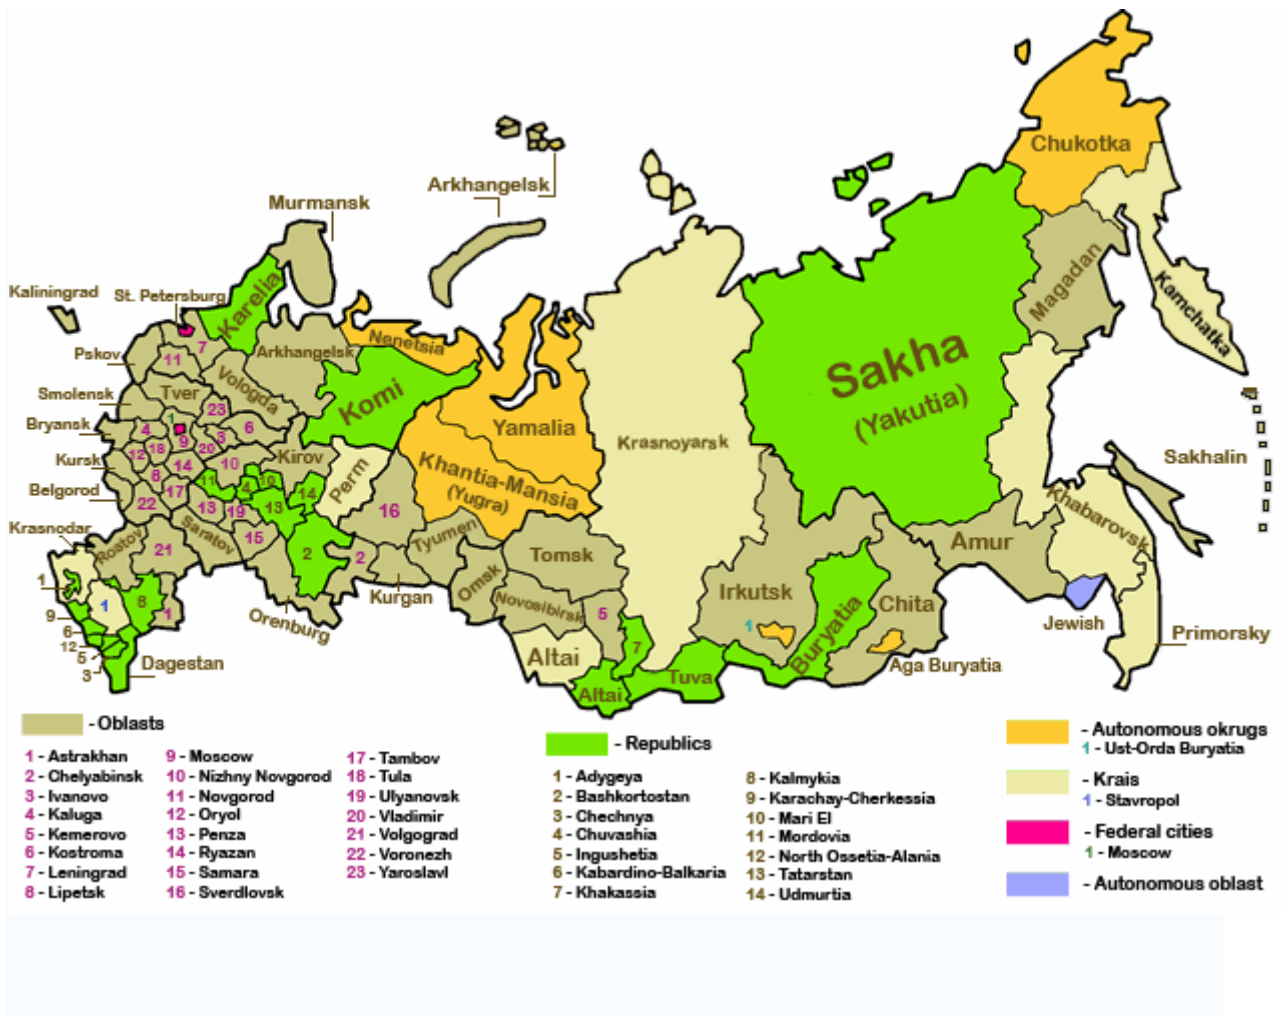 Chukotka
Arkhangelsk
Murmansk
Kaliningrad
St. Petersburg
Karelia
Magadan
Kamchatka
Pskov
7
11
Arkhangelsk
Nenetsia
Sakha
(Yakutia)
Smolensk
Tver
Vologda
Komi
23
Bryansk
1
4
9
3
6
Yamalia
Krasnoyarsk
Kursk
12
18
20
14
10
Kirov
Perm
Khantia-Mansia
(Yugra)
Sakhalin
Belgorod
8
17
11
4
10
14
22
13
19
13
16
Khabarovsk
Krasnodar
Rostov
21
Saratov
15
2
2
Tyumen
Tomsk
Amur
1
1
8
1
Kurgan
Omsk
Novosibirsk
5
Irkutsk
1
Buryatia
Chita
Jewish
9
6
12
5
3
Orenburg
Primorsky
Dagestan
Altai
7
Altai
Tuva
Aga Buryatia
- Oblasts
1 - Astrakhan
2 - Chelyabinsk
3 - Ivanovo
4 - Kaluga
5 - Kemerovo
6 - Kostroma
7 - Leningrad
8 - Lipetsk
9 - Moscow
10 - Nizhny Novgorod
11 - Novgorod
12 - Oryol
13 - Penza
14 - Ryazan
15 - Samara
16 - Sverdlovsk
17 - Tambov
18 - Tula
19 - Ulyanovsk
20 - Vladimir
21 - Volgograd
22 - Voronezh
23 - Yaroslavl
- Republics
1 - Adygeya
2 - Bashkortostan
3 - Chechnya
4 - Chuvashia
5 - Ingushetia
6 - Kabardino-Balkaria
7 - Khakassia
8 - Kalmykia
9 - Karachay-Cherkessia
10 - Mari El
11 - Mordovia
12 - North Ossetia-Alania
13 - Tatarstan
14 - Udmurtia
- Autonomous okrugs
1 - Ust-Orda Buryatia
- Krais
1 - Stavropol
- Federal cities
1 - Moscow
- Autonomous oblast